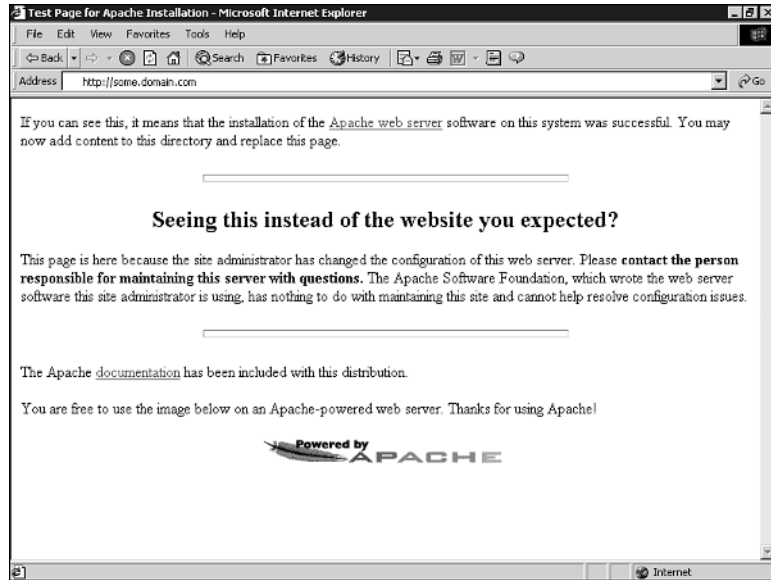 Test Page for Apache Installation - Microsoft Internet Explorer
File Edit View Favorites Tools Help
Back Search Favorites History
Address http://some.domain.com Go
If you can see this, it means that the installation of the Apache web server software on this system was successful. You may
now add content to this directory and replace this page.
Seeing this instead of the website you expected?
This page is here because the site administrator has changed the configuration of this web server. Please contact the person
responsible for maintaining this server with questions. The Apache Software Foundation, which wrote the web server
software this site administrator is using, has nothing to do with maintaining this site and cannot help resolve configuration issues.
The Apache documentation has been included with this distribution.
You are free to use the image below on an Apache-powered web server. Thanks for using Apache!
Powered by
APACHE
Internet